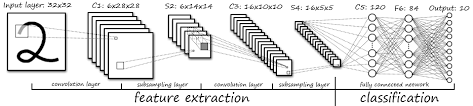 Input layer: 32x32 C1: 6x28x28 S2: 6x14x14 C3: 16x10x10 S4: 16x5x5 C5: 120 F6: 84 Output: 10
2
convolution layer subsampling layer convolution layer subsampling layer fully connected network
feature extraction classification